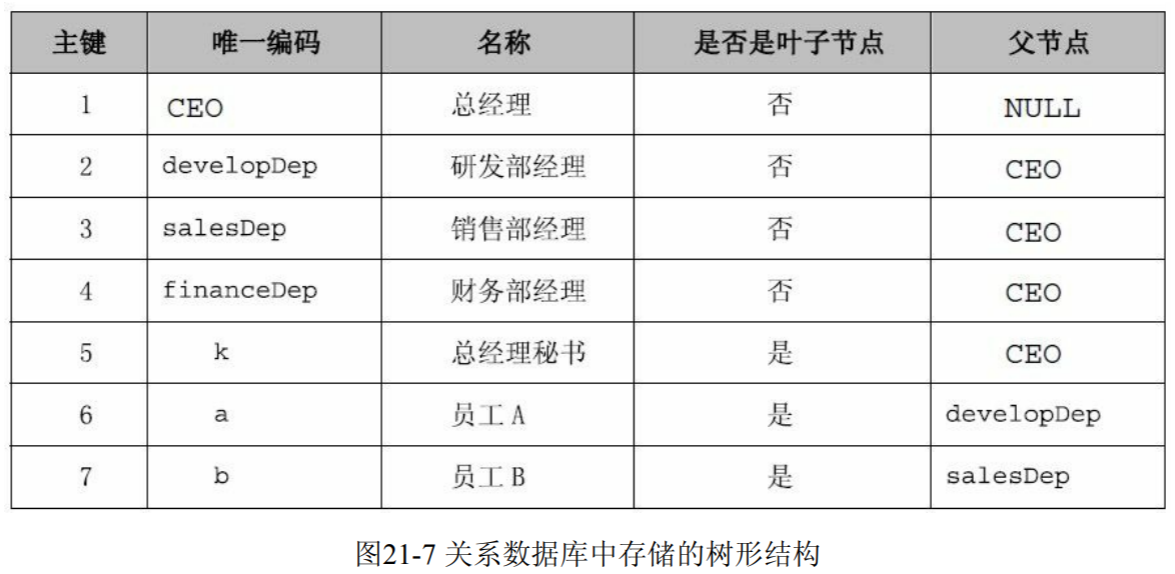 主键 唯一编码 名称 是否是叶子节点 父节点
1 CEO 总经理 否 NULL
2 developDep 研发部经理 否 CEO
3 salesDep 销售部经理 否 CEO
4 financeDep 财务部经理 否 CEO
5 k 总经理秘书 是 CEO
6 a 员工A 是 developDep
7 b 员工B 是 salesDep
图21-7 关系数据库中存储的树形结构